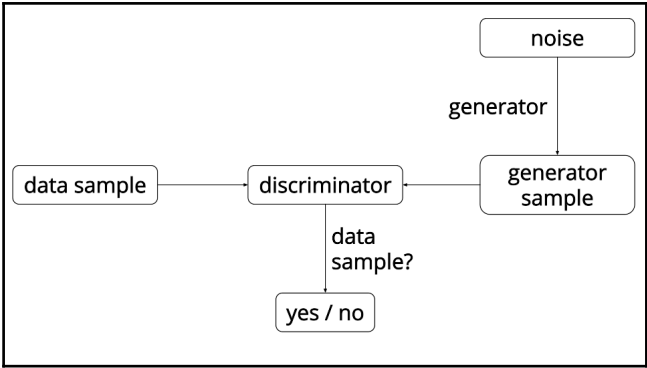 noise
generator
data sample
discriminator
generator
sample
data
sample?
yes / no